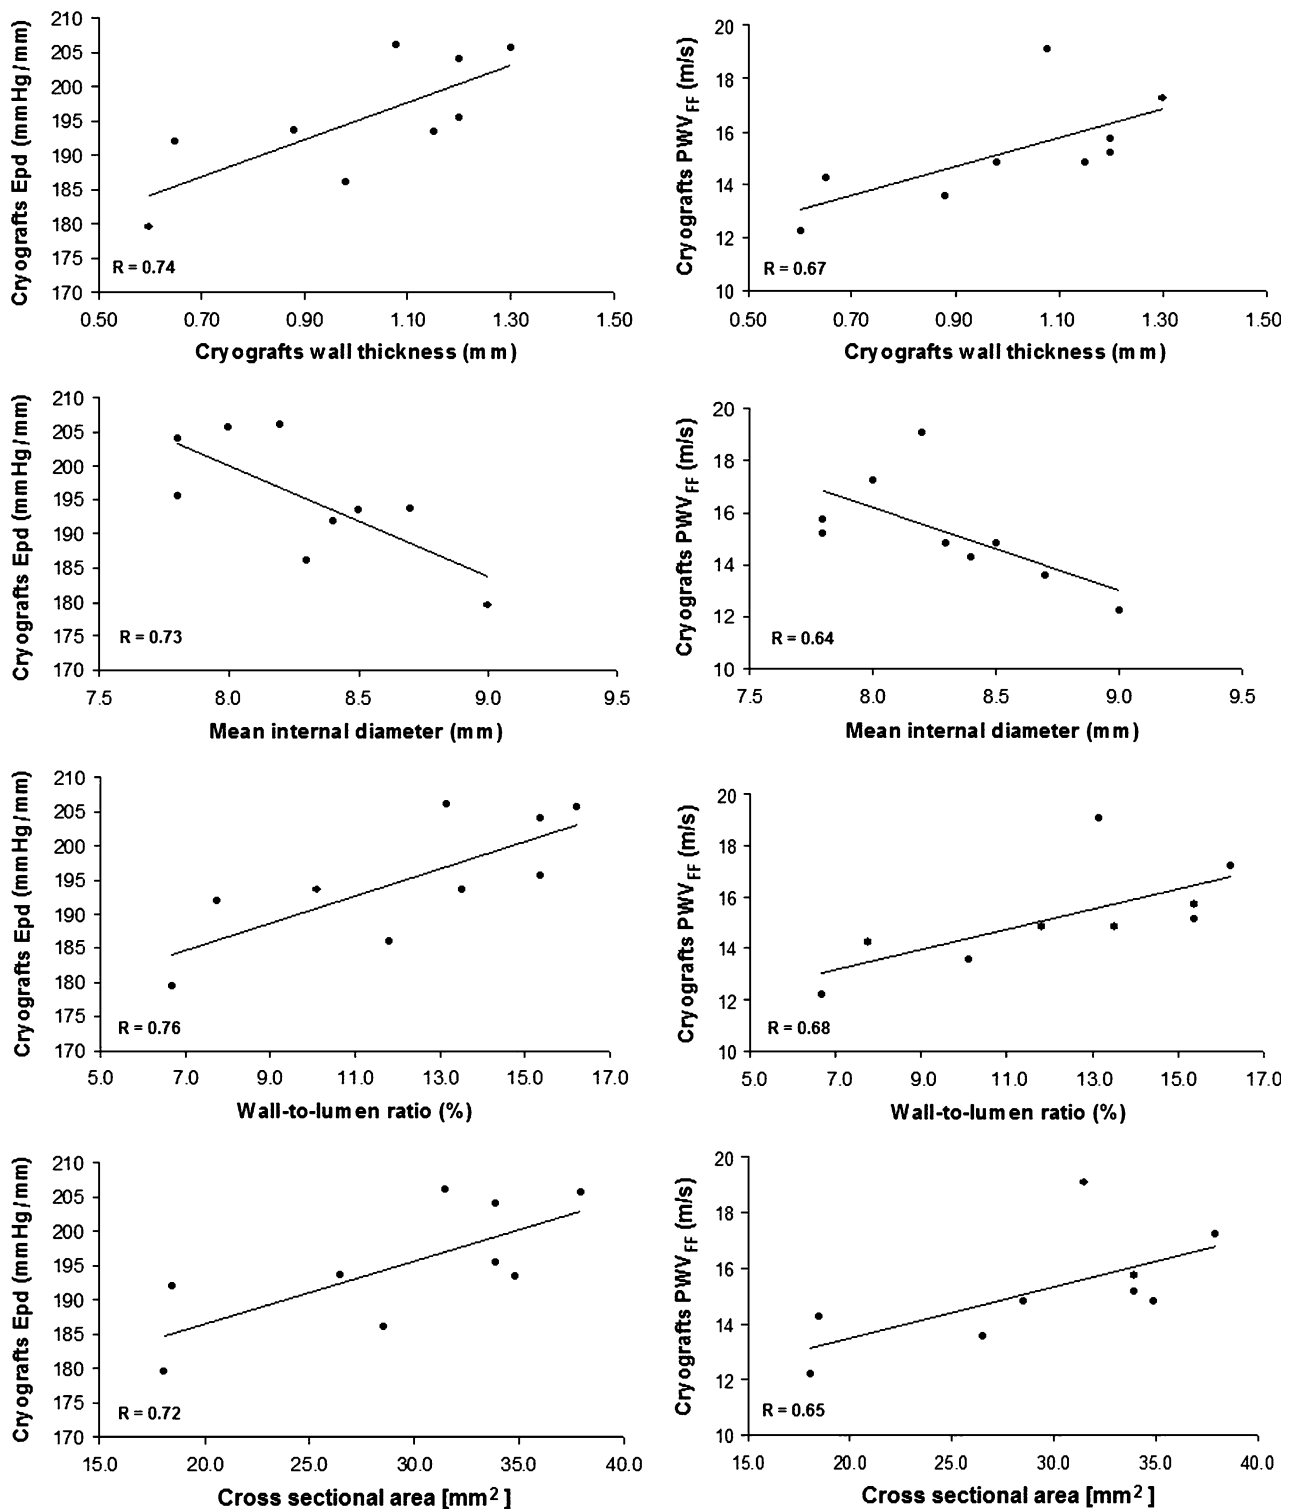 Cryografts Epd (mmHg/mm)
210
205
200
195
190
185
180
175
170
R = 0.74
0.50 0.70 0.90 1.10 1.30 1.50
Cryografts wall thickness (mm)
Cryografts PWVFF (m/s)
20
18
16
14
12
10
R = 0.67
0.50 0.70 0.90 1.10 1.30 1.50
Cryografts wall thickness (mm)
Cryografts Epd (mmHg/mm)
210
205
200
195
190
185
180
175
170
R = 0.73
7.5 8.0 8.5 9.0 9.5
Mean internal diameter (mm)
Cryografts PWVFF (m/s)
20
18
16
14
12
10
R = 0.64
7.5 8.0 8.5 9.0 9.5
Mean internal diameter (mm)
Cryografts Epd (mmHg/mm)
210
205
200
195
190
185
180
175
170
R = 0.76
5.0 7.0 9.0 11.0 13.0 15.0 17.0
Wall-to-lumen ratio (%)
Cryografts PWVFF (m/s)
20
18
16
14
12
10
R = 0.68
5.0 7.0 9.0 11.0 13.0 15.0 17.0
Wall-to-lumen ratio (%)
Cryografts Epd (mmHg/mm)
210
205
200
195
190
185
180
175
170
R = 0.72
15.0 20.0 25.0 30.0 35.0 40.0
Cross sectional area [mm2]
Cryografts PWVFF (m/s)
20
18
16
14
12
10
R = 0.65
15.0 20.0 25.0 30.0 35.0 40.0
Cross sectional area [mm2]